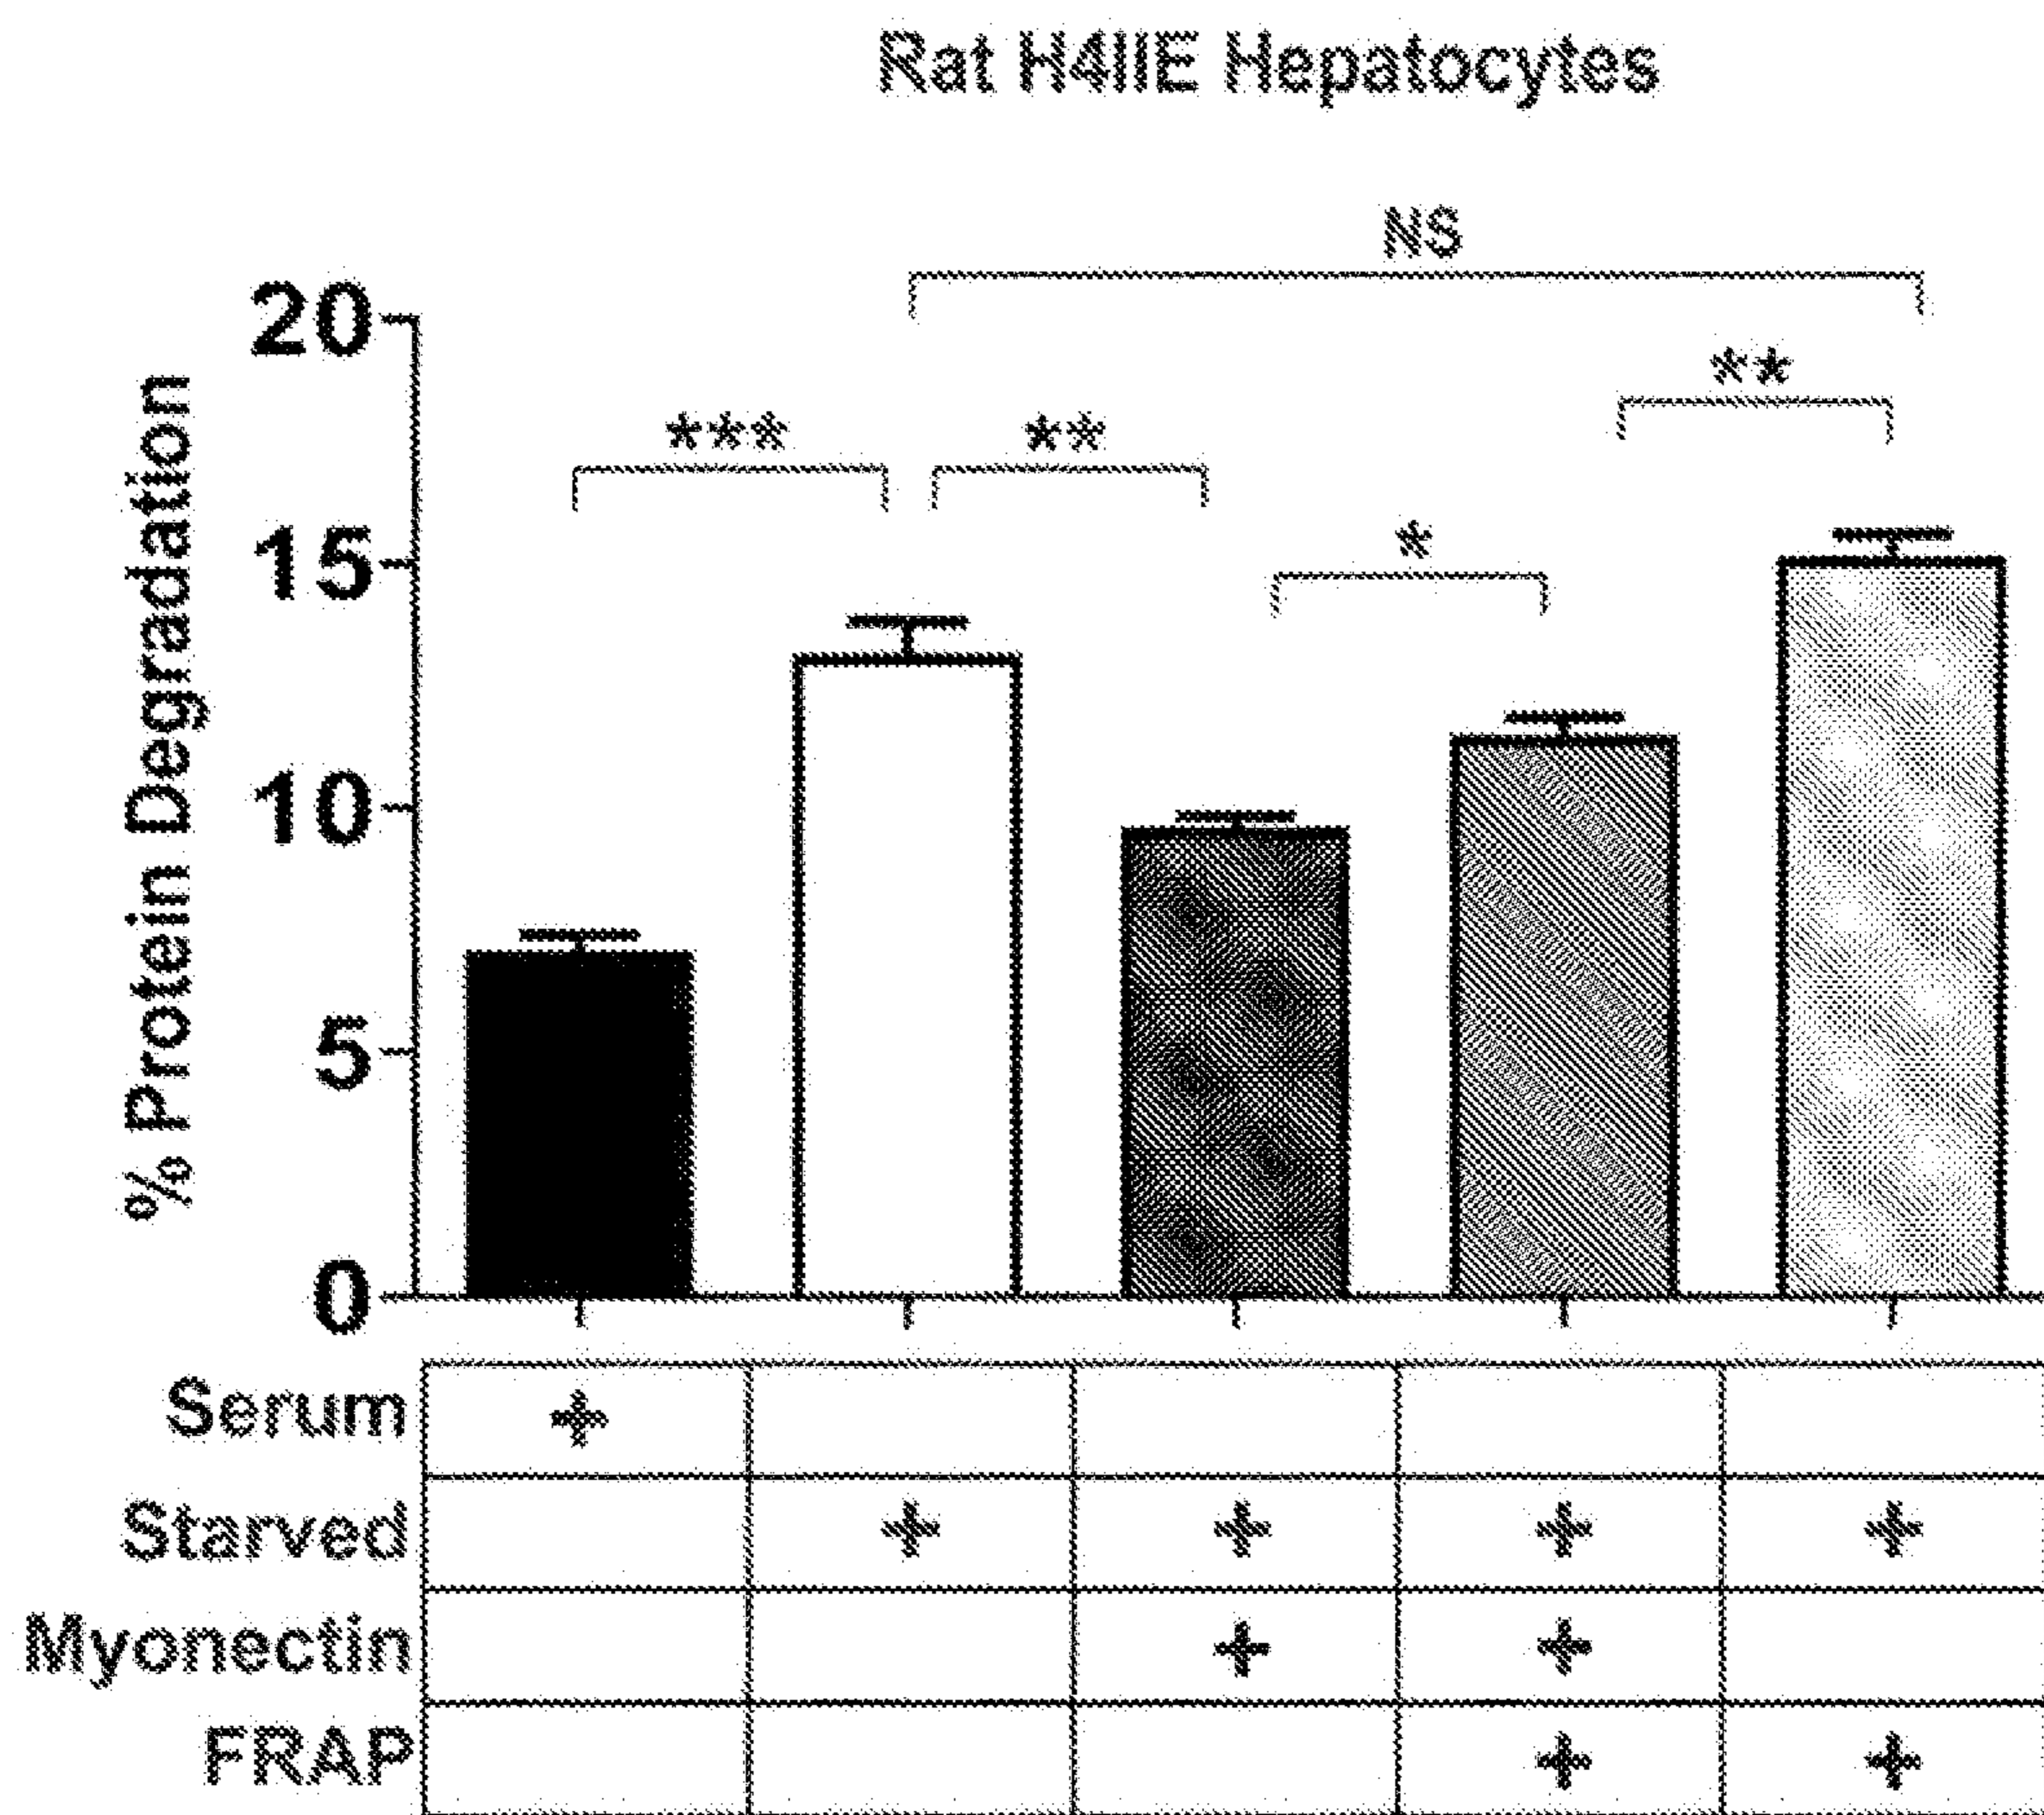 Rat H4IIE Hepatocytes
NS
**
*** **
*
% Protein Degradation
20
15
10
5
0
Serum +
Starved + + + +
Myonectin + +
FRAP + +